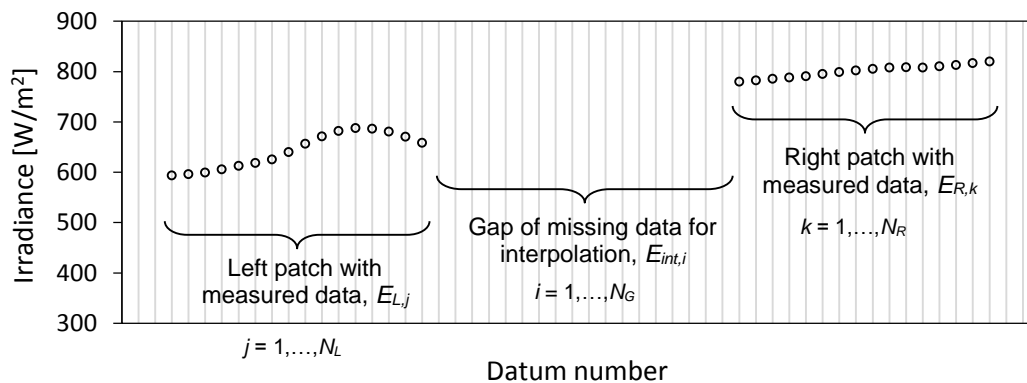 900
800
700
600
500
400
300
Irradiance [W/m²]
Right patch with
measured data, E_R,k
k = 1,…,N_R
Gap of missing data for
interpolation, E_int,i
i = 1,…,N_G
Left patch with
measured data, E_L,j
j = 1,…,N_L
Datum number